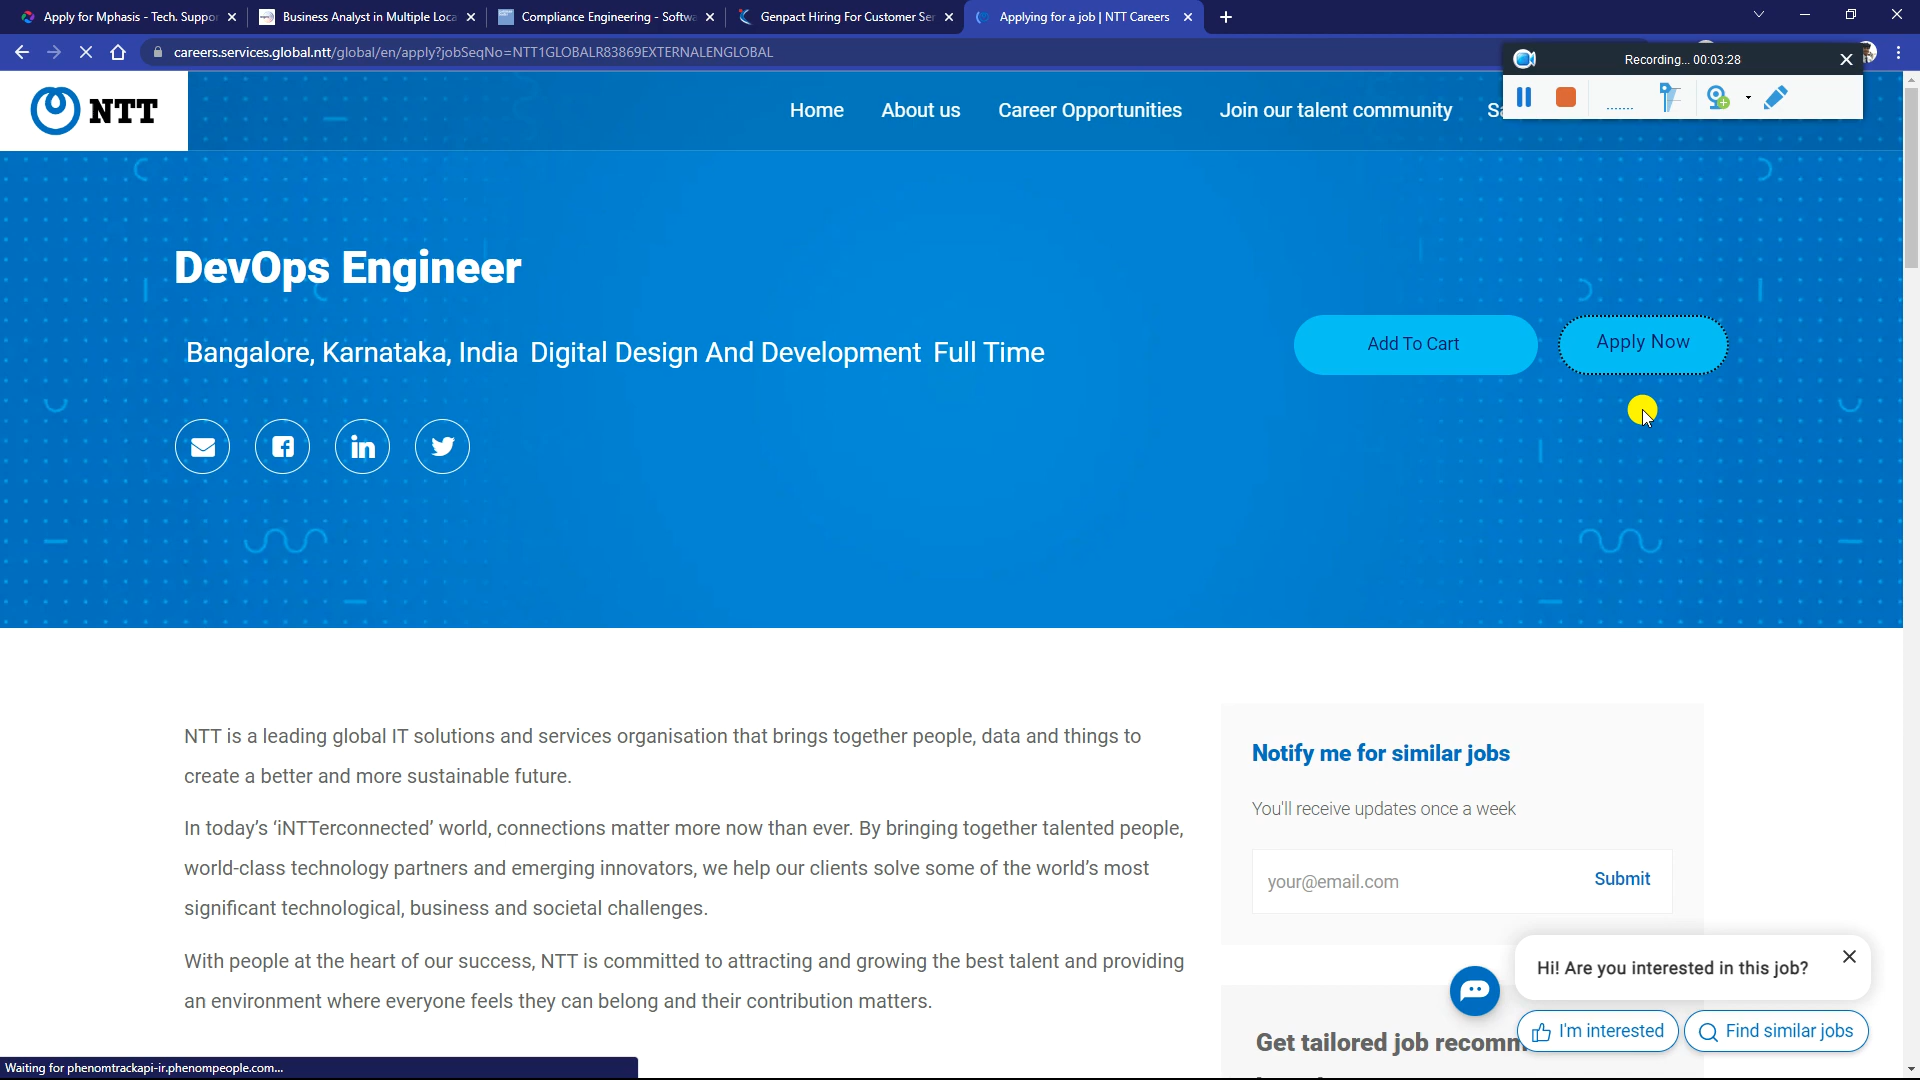 Apply for Mphasis - Tech. Suppor
Business Analyst in Multiple Loca
Compliance Engineering - Softwa
Genpact Hiring For Customer Ser
Applying for a job | NTT Careers
careers.services.global.ntt/global/en/apply?jobSeqNo=NTT1GLOBALR83869EXTERNALENGLOBAL
Recording... 00:03:28
NTT
Home
About us
Career Opportunities
Join our talent community
Sa
DevOps Engineer
Bangalore, Karnataka, India Digital Design And Development Full Time
Add To Cart
Apply Now
NTT is a leading global IT solutions and services organisation that brings together people, data and things to
create a better and more sustainable future.
In today's 'iNTTerconnected' world, connections matter more now than ever. By bringing together talented people,
world-class technology partners and emerging innovators, we help our clients solve some of the world's most
significant technological, business and societal challenges.
With people at the heart of our success, NTT is committed to attracting and growing the best talent and providing
an environment where everyone feels they can belong and their contribution matters.
Notify me for similar jobs
You'll receive updates once a week
your@email.com
Submit
Get tailored job recomm
Hi! Are you interested in this job?
I'm interested
Find similar jobs
Waiting for phenomtrackapi-ir.phenompeople.com...